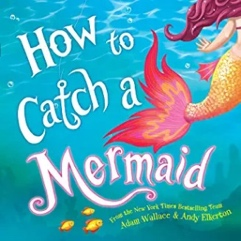 How to
Catch a
Mermaid
From the New York Times Bestselling Team
Adam Wallace & Andy Elkerton